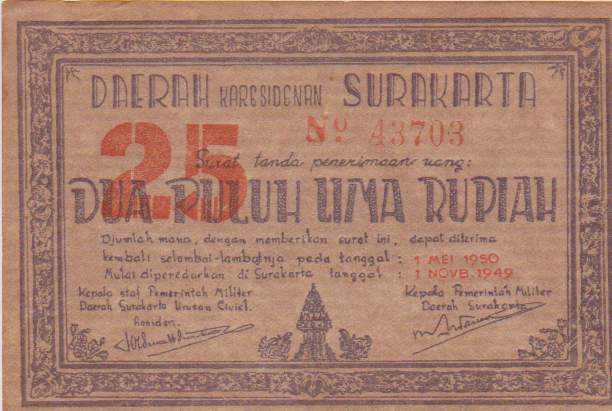 DAERAH KARESIDENAN SURAKARTA
25
No 43703
Surat tanda penerimaan uang:
DUA PULUH LIMA RUPIAH
Djumlah mana, dengan memberikan surat ini, dapat diterima
kembali selambat-lambatnja pada tanggal : 1 MEI 1950
Mulai diperedarkan di Surakarta tanggal : 1 NOVB. 1949
Kepala staf Pemerintah Militer
Daerah Surakarta Urusan Civiel.
Kepala Pemerintah Militer
Daerah Surakarta